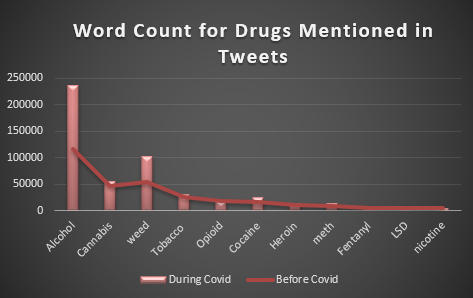 Word Count for Drugs Mentioned in
Tweets
250000
200000
150000
100000
50000
0
Alcohol
Cannabis
weed
Tobacco
Opioid
Cocaine
Heroin
meth
Fentanyl
LSD
nicotine
During Covid
Before Covid